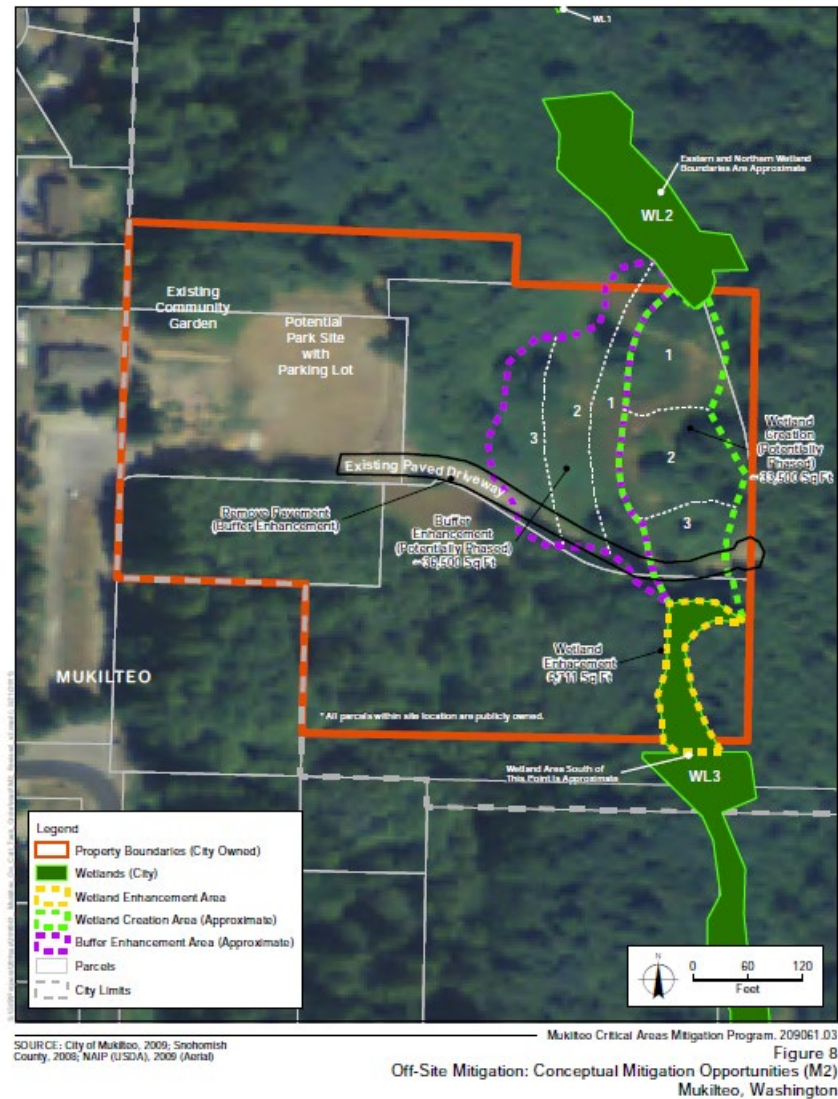 WL1
Eastern and Northern Wetland
Boundaries Are Approximate
WL2
Existing
Community
Garden
Potential
Park Site
with
Parking Lot
1
2
1
3
2
3
Wetland
Creation
(Potentially
Phased)
~33,500 Sq Ft
Existing Paved Driveway
Remove Pavement
(Buffer Enhancement)
Buffer
Enhancement
(Potentially Phased)
Wetland
Enhacement
6,711 Sq Ft
MUKILTEO
* All parcels within site location are publicly owned.
Wetland Area South of
This Point Is Approximate
WL3
Legend
Property Boundaries (City Owned)
Wetlands (City)
Wetland Enhancement Area
Wetland Creation Area (Approximate)
Buffer Enhancement Area (Approximate)
Parcels
City Limits
N
0 60 120
Feet
SOURCE: City of Mukilteo, 2009; Snohomish
County, 2008; NAIP (USDA), 2009 (Aerial)
Mukilteo Critical Areas Mitigation Program. 209061.03
Figure 8
Off-Site Mitigation: Conceptual Mitigation Opportunities (M2)
Mukilteo, Washington